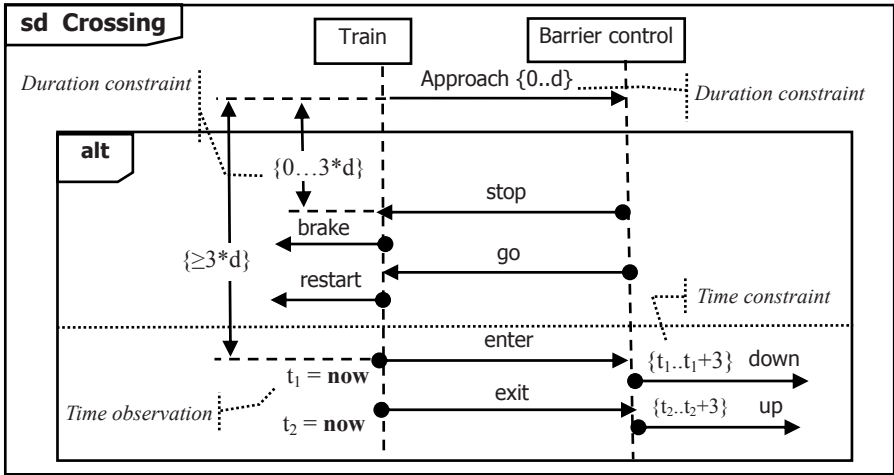 sd Crossing
Train
Barrier control
Duration constraint
Approach {0..d}
Duration constraint
alt
{0…3*d}
stop
brake
{≥3*d}
go
restart
Time constraint
enter
{t₁..t₁+3} down
t₁ = now
exit
{t₂..t₂+3} up
Time observation
t₂ = now